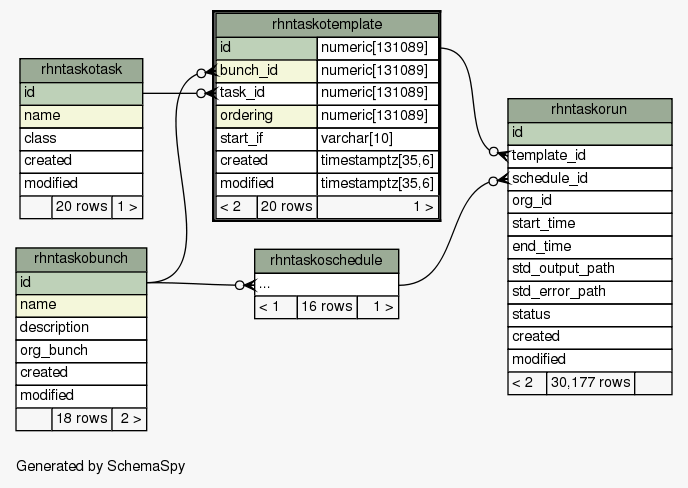 rhntaskotemplate
id numeric[131089]
bunch_id numeric[131089]
task_id numeric[131089]
ordering numeric[131089]
start_if varchar[10]
created timestamptz[35,6]
modified timestamptz[35,6]
< 2 20 rows 1 >
rhntaskotask
id
name
class
created
modified
20 rows 1 >
rhntaskorun
id
template_id
schedule_id
org_id
start_time
end_time
std_output_path
std_error_path
status
created
modified
< 2 30,177 rows
rhntaskobunch
id
name
description
org_bunch
created
modified
18 rows 2 >
rhntaskoschedule
...
< 1 16 rows 1 >
Generated by SchemaSpy